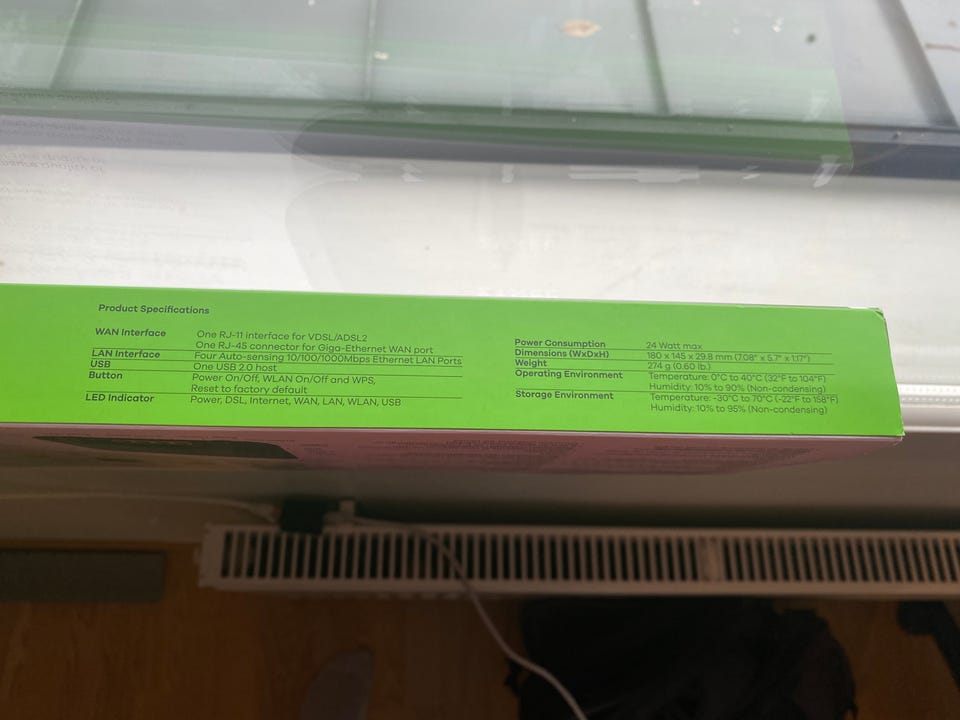 Product Specifications
WAN Interface One RJ-11 interface for VDSL/ADSL2
One RJ-45 connector for Giga-Ethernet WAN port
LAN Interface Four Auto-sensing 10/100/1000Mbps Ethernet LAN Ports
USB One USB 2.0 host
Button Power On/Off, WLAN On/Off and WPS,
Reset to factory default
LED Indicator Power, DSL, Internet, WAN, LAN, WLAN, USB
Power Consumption 24 Watt max
Dimensions (WxDxH) 180 x 145 x 29.8 mm (7.08" x 5.7" x 1.17")
Weight 274 g (0.60 lb.)
Operating Environment Temperature: 0°C to 40°C (32°F to 104°F)
Humidity: 10% to 90% (Non-condensing)
Storage Environment Temperature: -30°C to 70°C (-22°F to 158°F)
Humidity: 10% to 95% (Non-condensing)